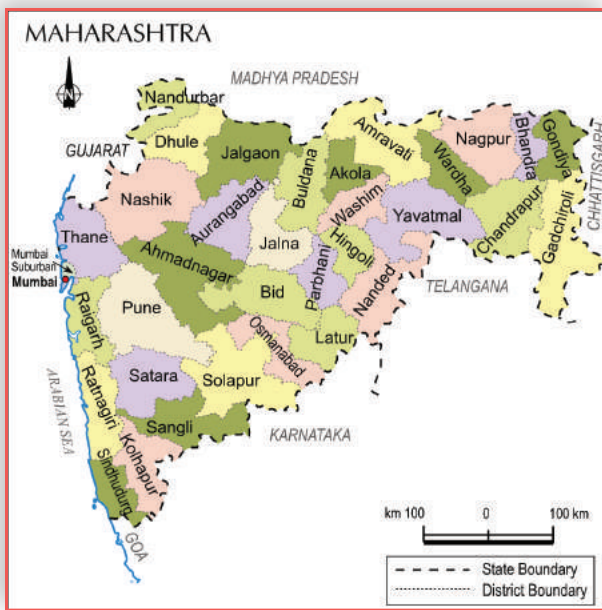 MAHARASHTRA
N
MADHYA PRADESH
Nandurbar
GUJARAT
Dhule
Jalgaon
Buldana
Akola
Amravati
Wardha
Nagpur
Bhandra
Gondiya
CHHATTISGARH
Nashik
Aurangabad
Jalna
Washim
Hingoli
Yavatmal
Chandrapur
Gadchiroli
Thane
Mumbai
Suburban
Mumbai
Ahmadnagar
Bid
Parbhani
Nanded
TELANGANA
Raigarh
Pune
Osmanabad
Latur
ARABIAN SEA
Ratnagiri
Satara
Solapur
Sangli
KARNATAKA
Kolhapur
Sindhudurg
GOA
km 100 0 100 km
State Boundary
District Boundary